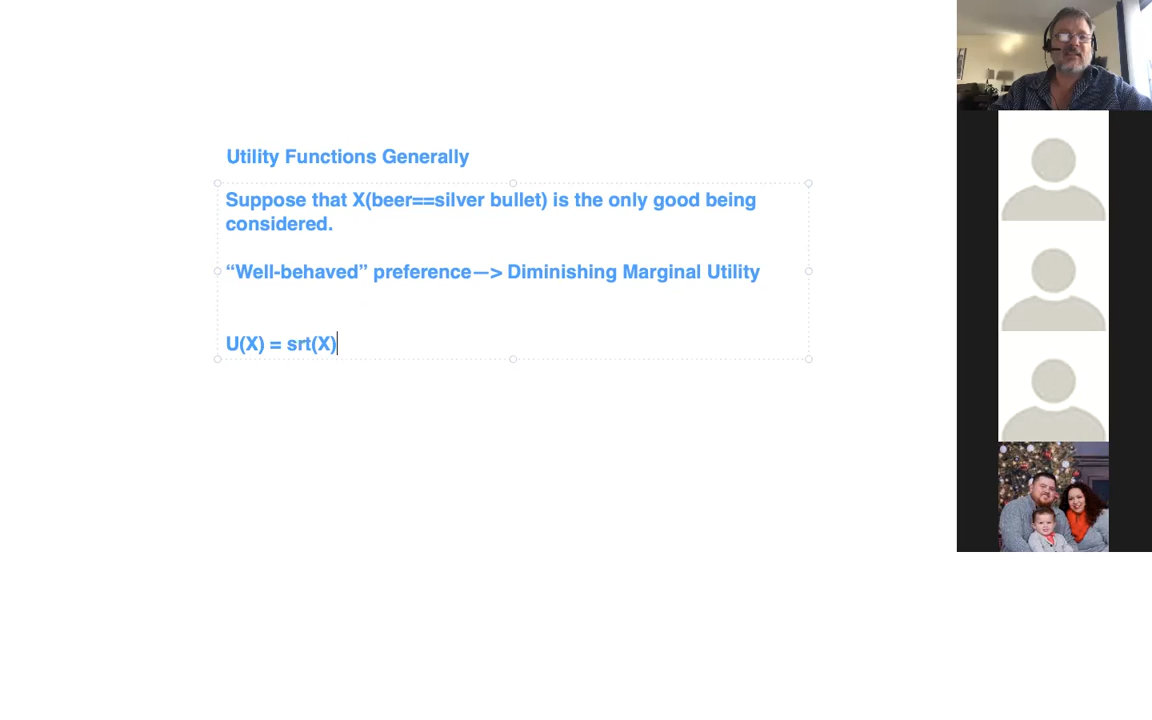 Utility Functions Generally
Suppose that X(beer==silver bullet) is the only good being
considered.
“Well-behaved” preference—> Diminishing Marginal Utility
U(X) = srt(X)